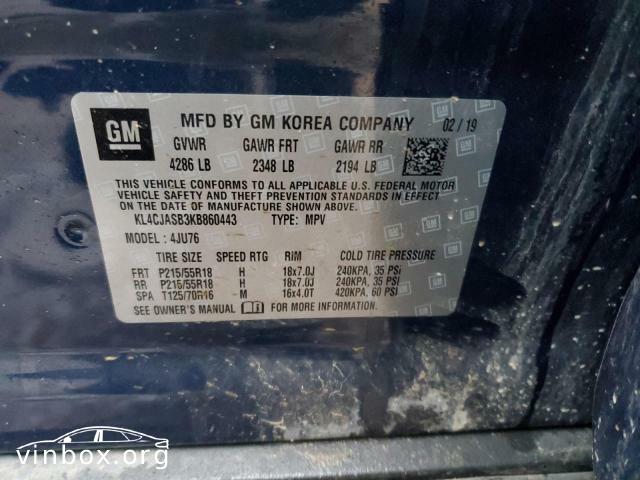 GM
MFD BY GM KOREA COMPANY 02/19
GVWR GAWR FRT GAWR RR
4286 LB 2348 LB 2194 LB
THIS VEHICLE CONFORMS TO ALL APPLICABLE U.S. FEDERAL MOTOR
VEHICLE SAFETY AND THEFT PREVENTION STANDARDS IN EFFECT ON THE
DATE OF MANUFACTURE SHOWN ABOVE.
KL4CJASB3KB860443 TYPE: MPV
MODEL: 4JU76
TIRE SIZE SPEED RTG RIM COLD TIRE PRESSURE
FRT P215/55R18 H 18x7.0J 240KPA, 35 PSI
RR P215/55R18 H 18x7.0J 240KPA, 35 PSI
SPA T125/70R16 M 16x4.0T 420KPA, 60 PSI
SEE OWNER'S MANUAL FOR MORE INFORMATION
vinbox.org